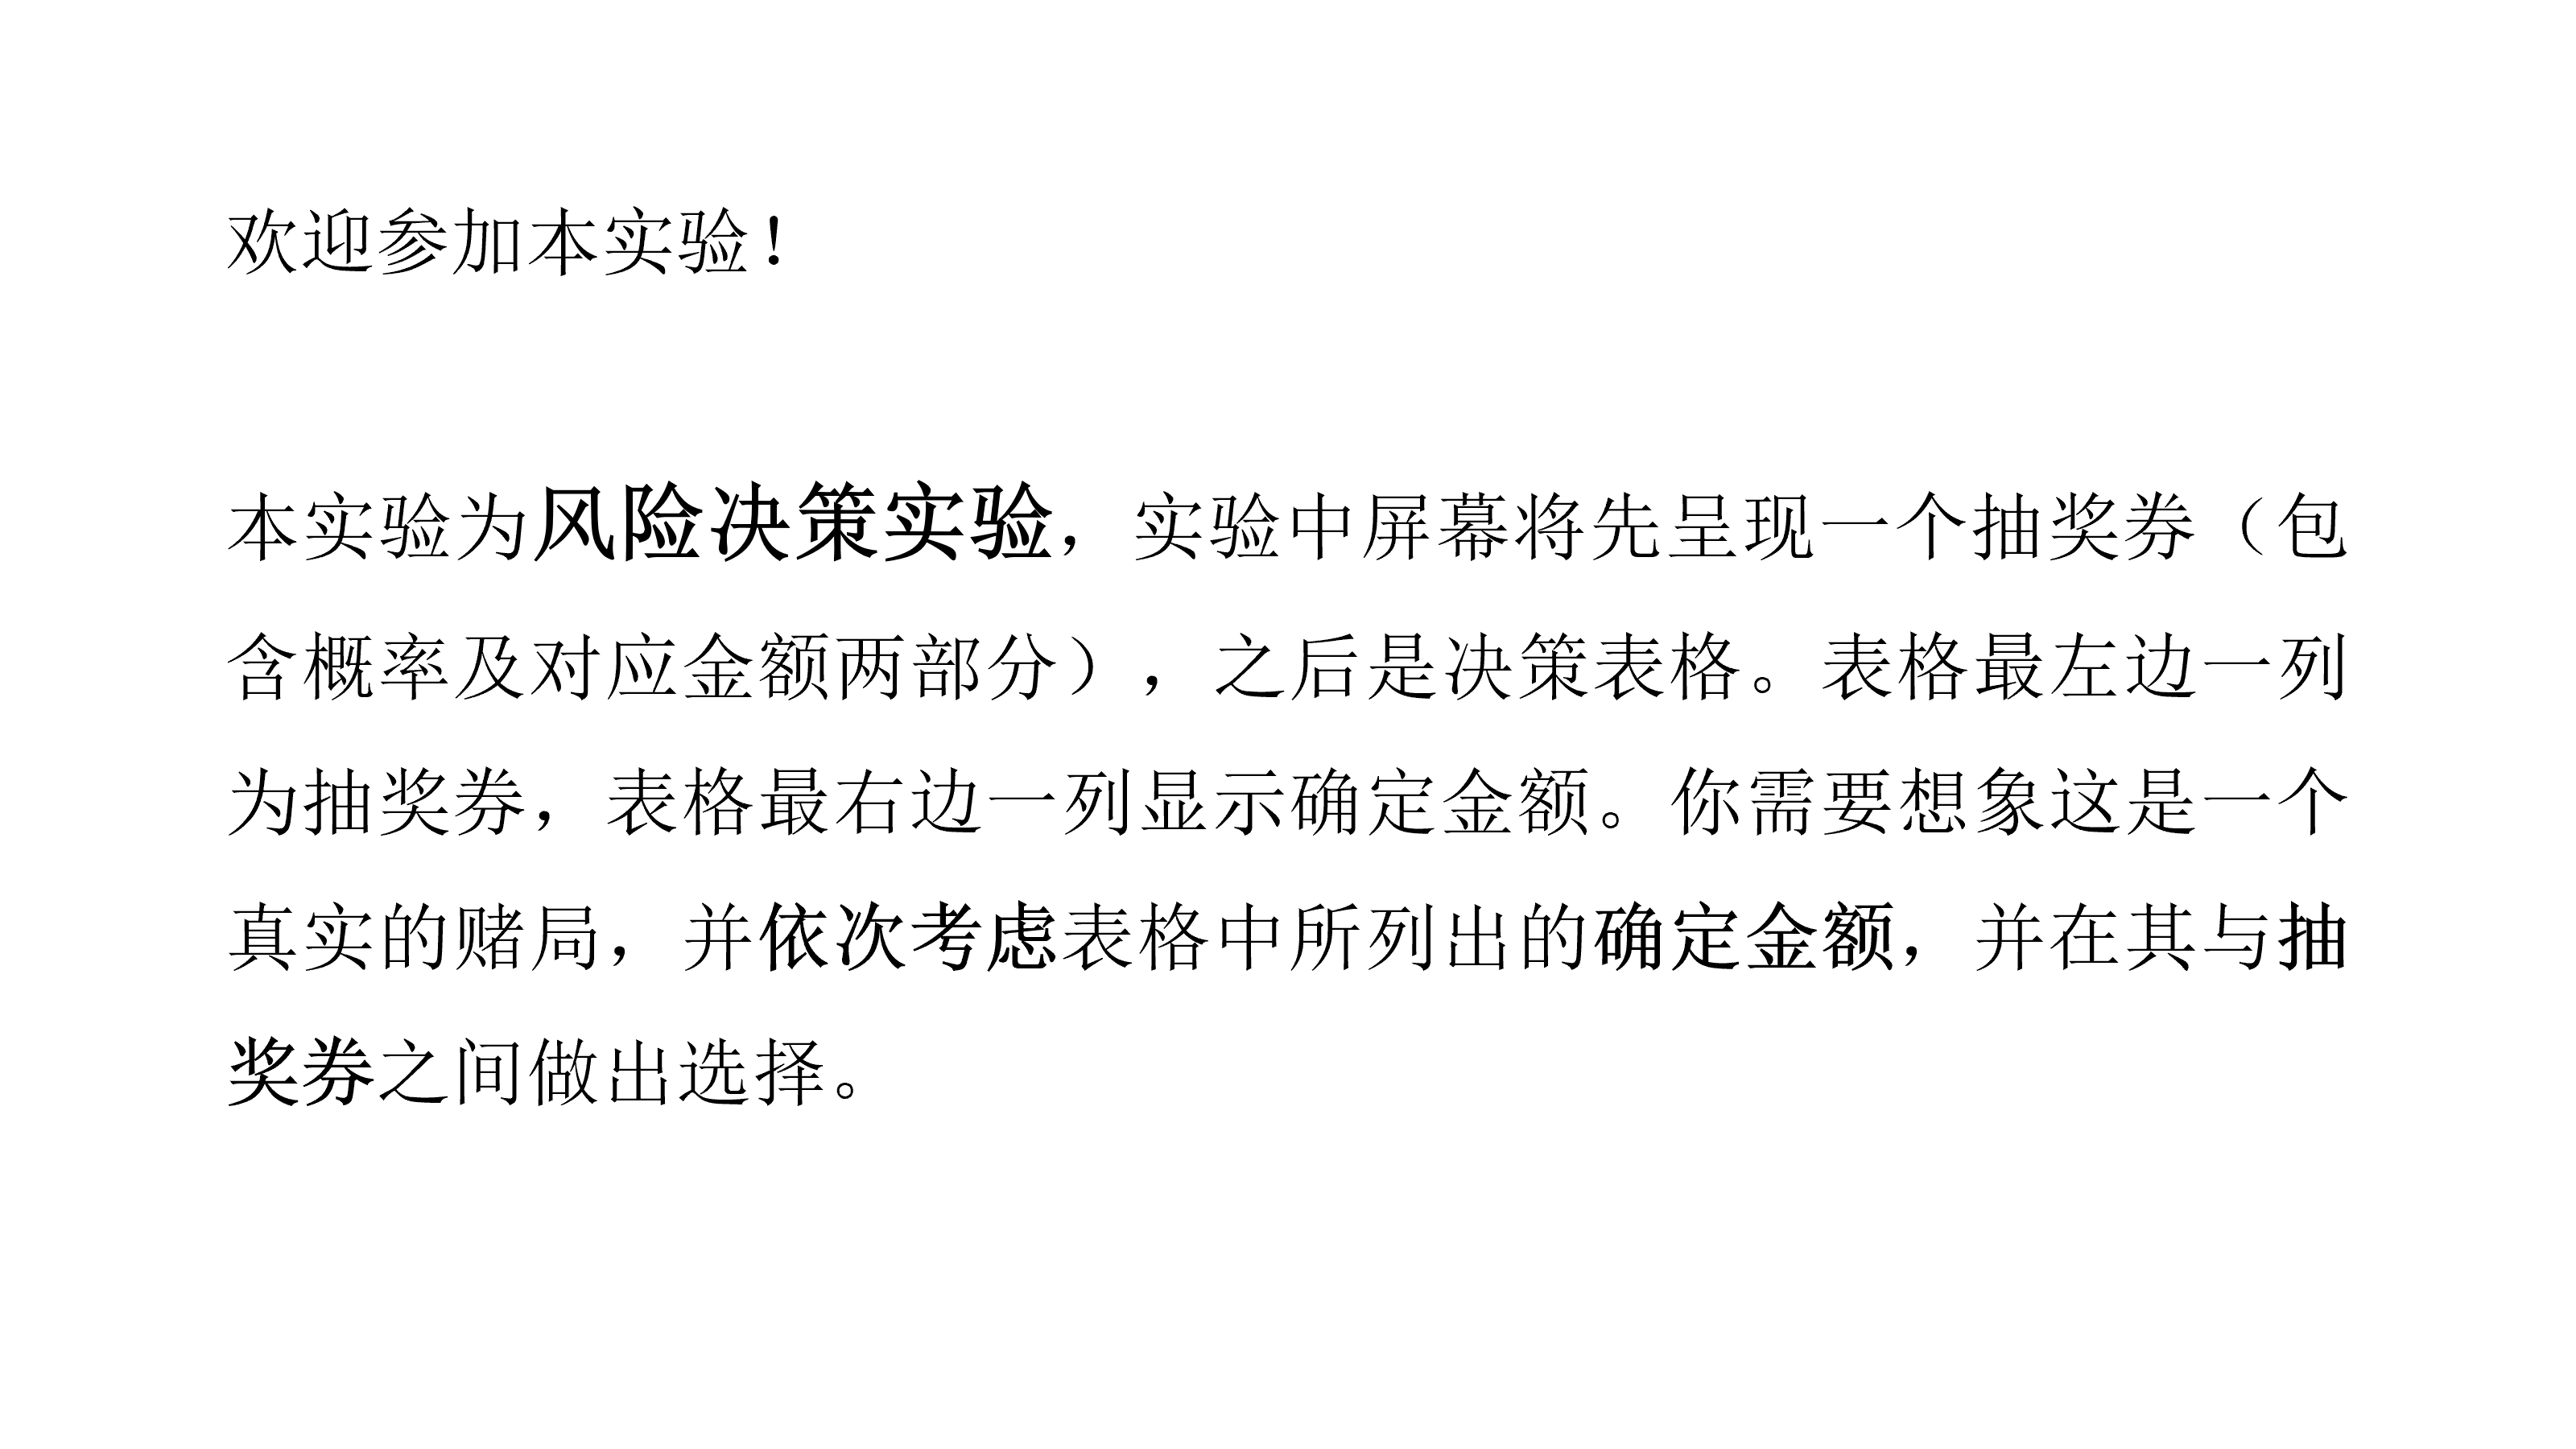 欢迎参加本实验！
本实验为风险决策实验，实验中屏幕将先呈现一个抽奖券（包
含概率及对应金额两部分），之后是决策表格。表格最左边一列
为抽奖券，表格最右边一列显示确定金额。你需要想象这是一个
真实的赌局，并依次考虑表格中所列出的确定金额，并在其与抽
奖券之间做出选择。